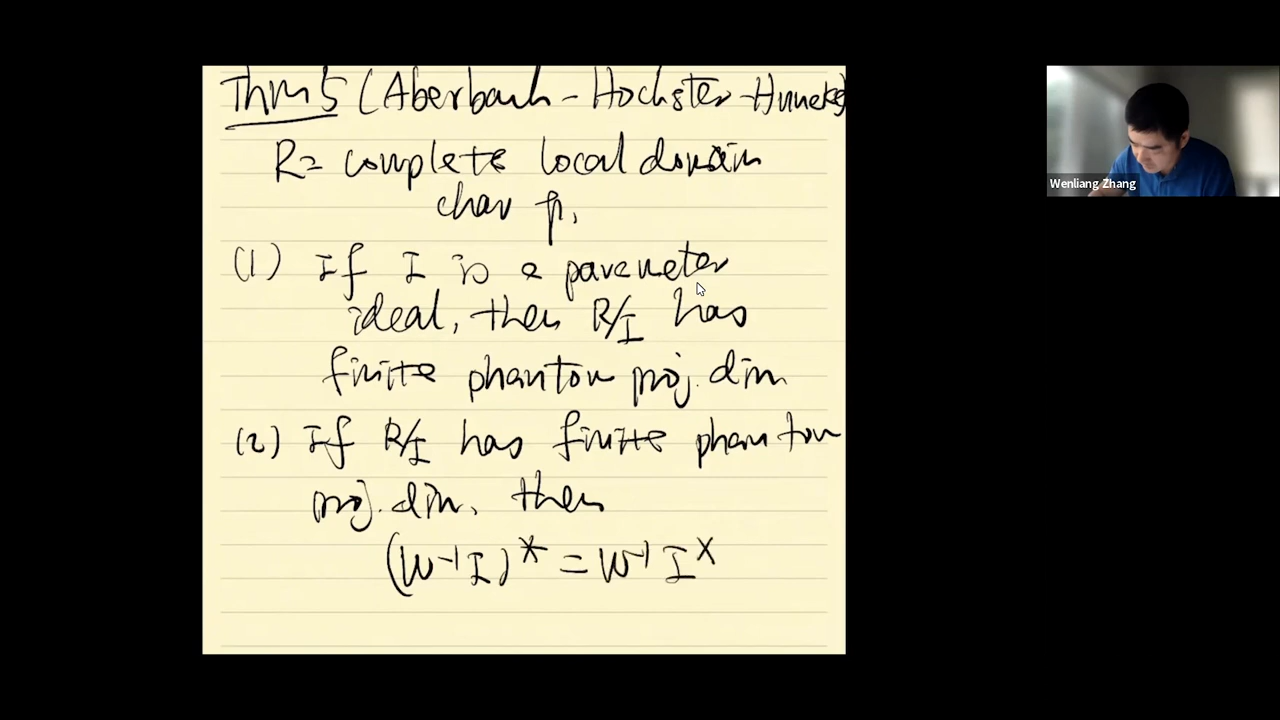 Thm 5 (Aberbach - Hochster - Huneke)
R = complete local domain
char p,
(1) If I is a parameter
ideal, then R/I has
finite phantom proj. dim
(2) If R/I has finite phantom
proj. dim, then
(W⁻¹I)* = W⁻¹I*
Wenliang Zhang